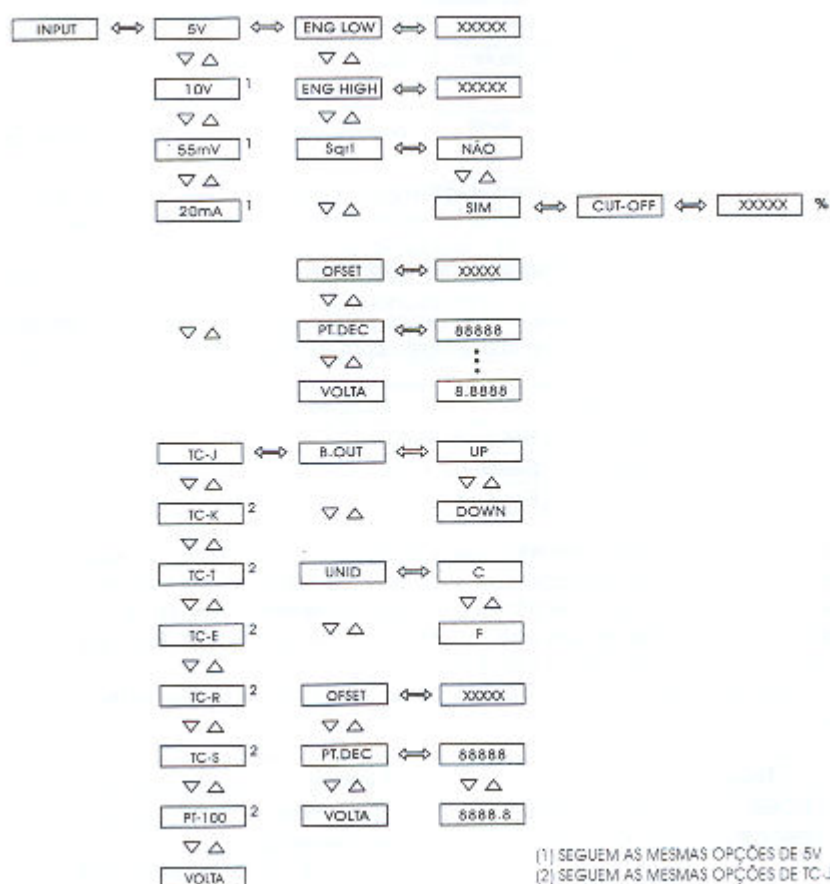 INPUT 5V ENG LOW XXXXX
10V 1 ENG HIGH XXXXX
55mV 1 Sqrt NÃO
20mA 1 SIM CUT-OFF XXXXX %
OFSET XXXXX
PT.DEC 88888
VOLTA 8.8888
TC-J B.OUT UP
TC-K 2 DOWN
TC-T 2 UNID C
TC-E 2 F
TC-R 2 OFSET XXXXX
TC-S 2 PT.DEC 88888
PT-100 2 VOLTA 8888.8
VOLTA
(1) SEGUEM AS MESMAS OPÇÕES DE 5V
(2) SEGUEM AS MESMAS OPÇÕES DE TC-J